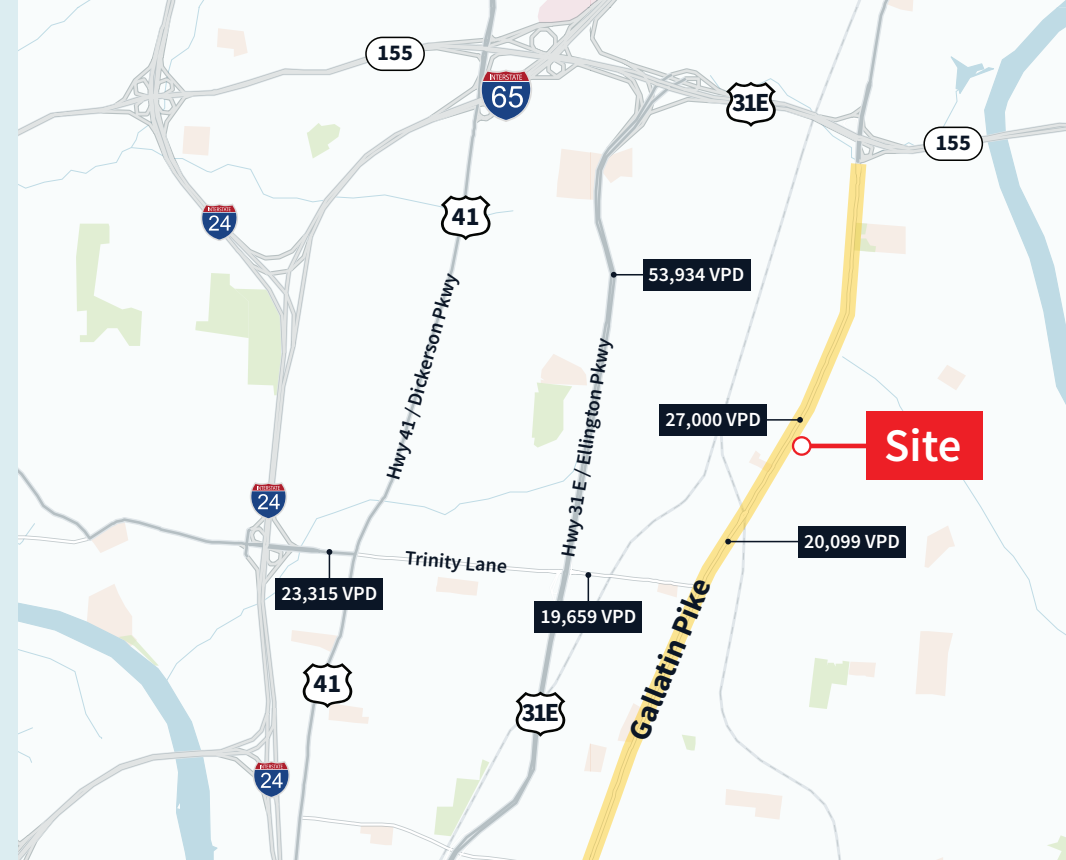 155
INTERSTATE
65
31E
155
INTERSTATE
24
41
53,934 VPD
Hwy 41 / Dickerson Pkwy
Hwy 31 E / Ellington Pkwy
27,000 VPD
Site
INTERSTATE
24
20,099 VPD
Trinity Lane
23,315 VPD
19,659 VPD
Gallatin Pike
41
31E
INTERSTATE
24